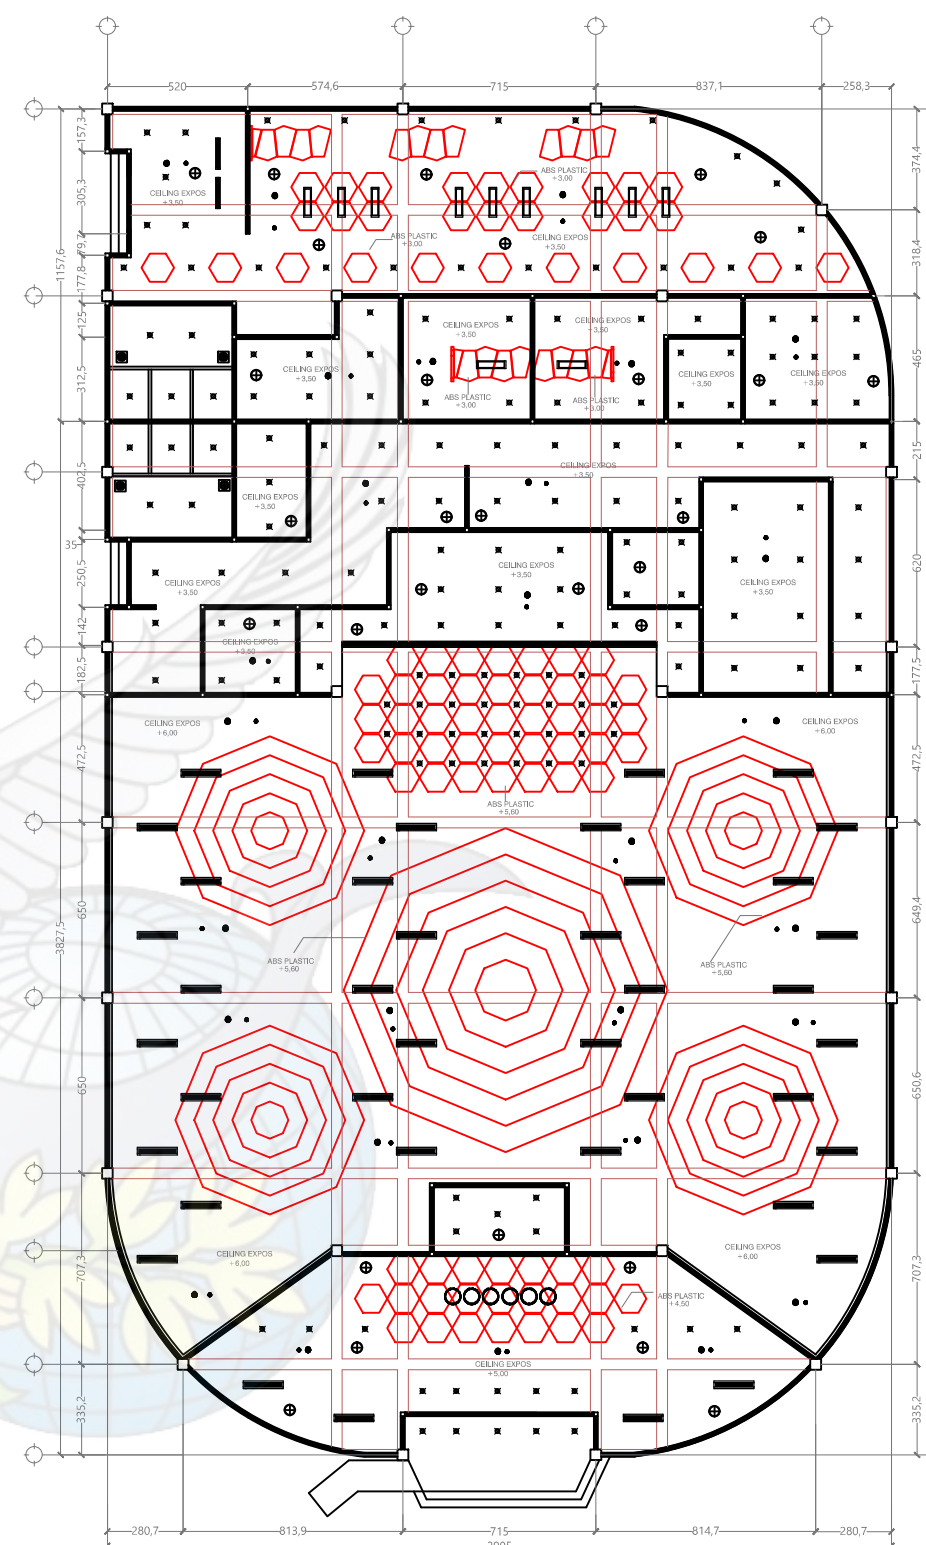 520
574,6
715
837,1
258,3
157,3
305,3
79,7
177,8
1157,6
125
312,5
402,5
35
250,5
142
182,5
472,5
650
3827,5
650
707,3
335,2
374,4
318,4
465
215
620
177,5
472,5
649,4
650,6
707,3
335,2
CEILING EXPOS
+3,50
ABS PLASTIC
+3,00
ABS PLASTIC
+3,00
CEILING EXPOS
+3,50
CEILING EXPOS
+3,50
CEILING EXPOS
+3,50
CEILING EXPOS
+3,50
CEILING EXPOS
+3,50
CEILING EXPOS
+3,50
ABS PLASTIC
+3,00
ABS PLASTIC
+3,00
CEILING EXPOS
+3,50
CEILING EXPOS
+3,50
CEILING EXPOS
+3,50
CEILING EXPOS
+3,50
CEILING EXPOS
+3,50
CEILING EXPOS
+3,50
CEILING EXPOS
+6,00
CEILING EXPOS
+6,00
ABS PLASTIC
+5,60
ABS PLASTIC
+5,60
ABS PLASTIC
+5,60
CEILING EXPOS
+6,00
CEILING EXPOS
+6,00
ABS PLASTIC
+4,50
CEILING EXPOS
+5,00
280,7
813,9
715
814,7
280,7